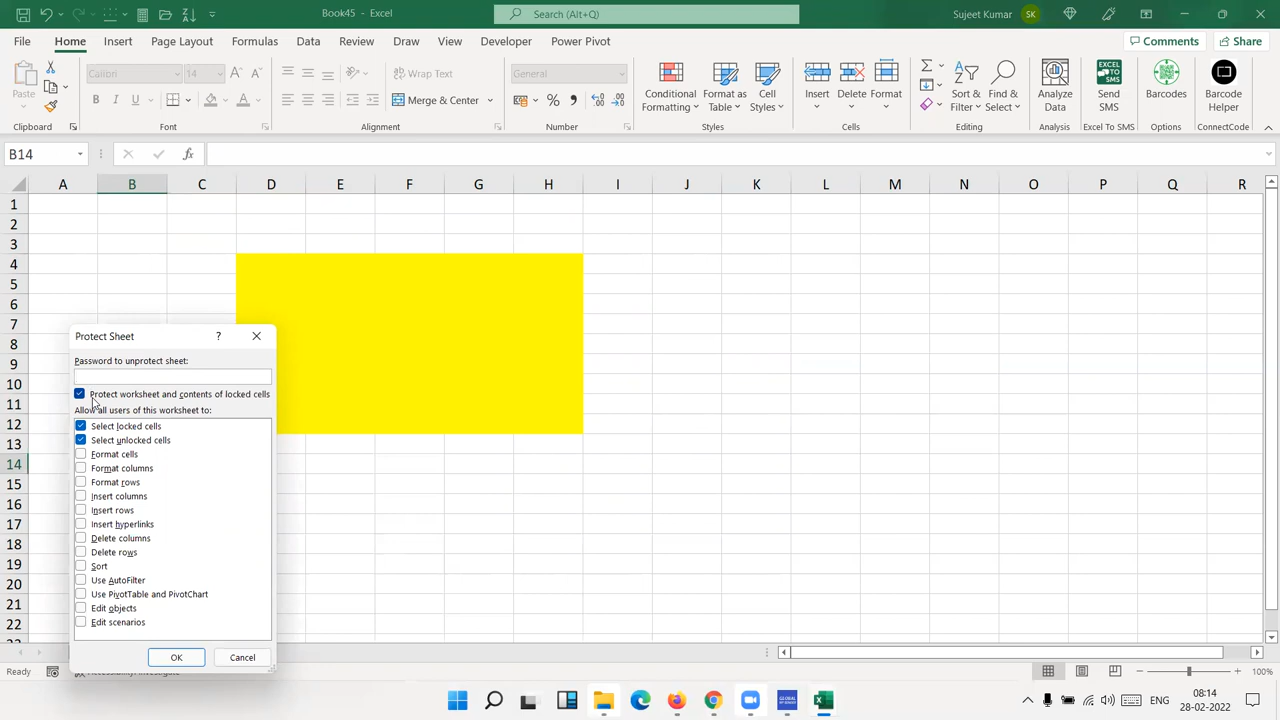 Book45 - Excel
Search (Alt+Q)
Sujeet Kumar
SK
File Home Insert Page Layout Formulas Data Review View Draw Developer Power Pivot
Comments
Share
Paste
Calibri
14
B I U
Wrap Text
Merge & Center
General
Conditional Formatting
Format as Table
Cell Styles
Insert
Delete
Format
Sort & Filter
Find & Select
Analyze Data
Send SMS
Barcodes
Barcode Helper
Clipboard
Font
Alignment
Number
Styles
Cells
Editing
Analysis
Excel To SMS
Options
ConnectCode
B14
fx
A B C D E F G H I J K L M N O P Q R
1
2
3
4
5
6
7
8
9
10
11
12
13
14
15
16
17
18
19
20
21
22
Protect Sheet
?
Password to unprotect sheet:
Protect worksheet and contents of locked cells
Allow all users of this worksheet to:
Select locked cells
Select unlocked cells
Format cells
Format columns
Format rows
Insert columns
Insert rows
Insert hyperlinks
Delete columns
Delete rows
Sort
Use AutoFilter
Use PivotTable and PivotChart
Edit objects
Edit scenarios
OK
Cancel
Ready
100%
ENG
08:14
28-02-2022